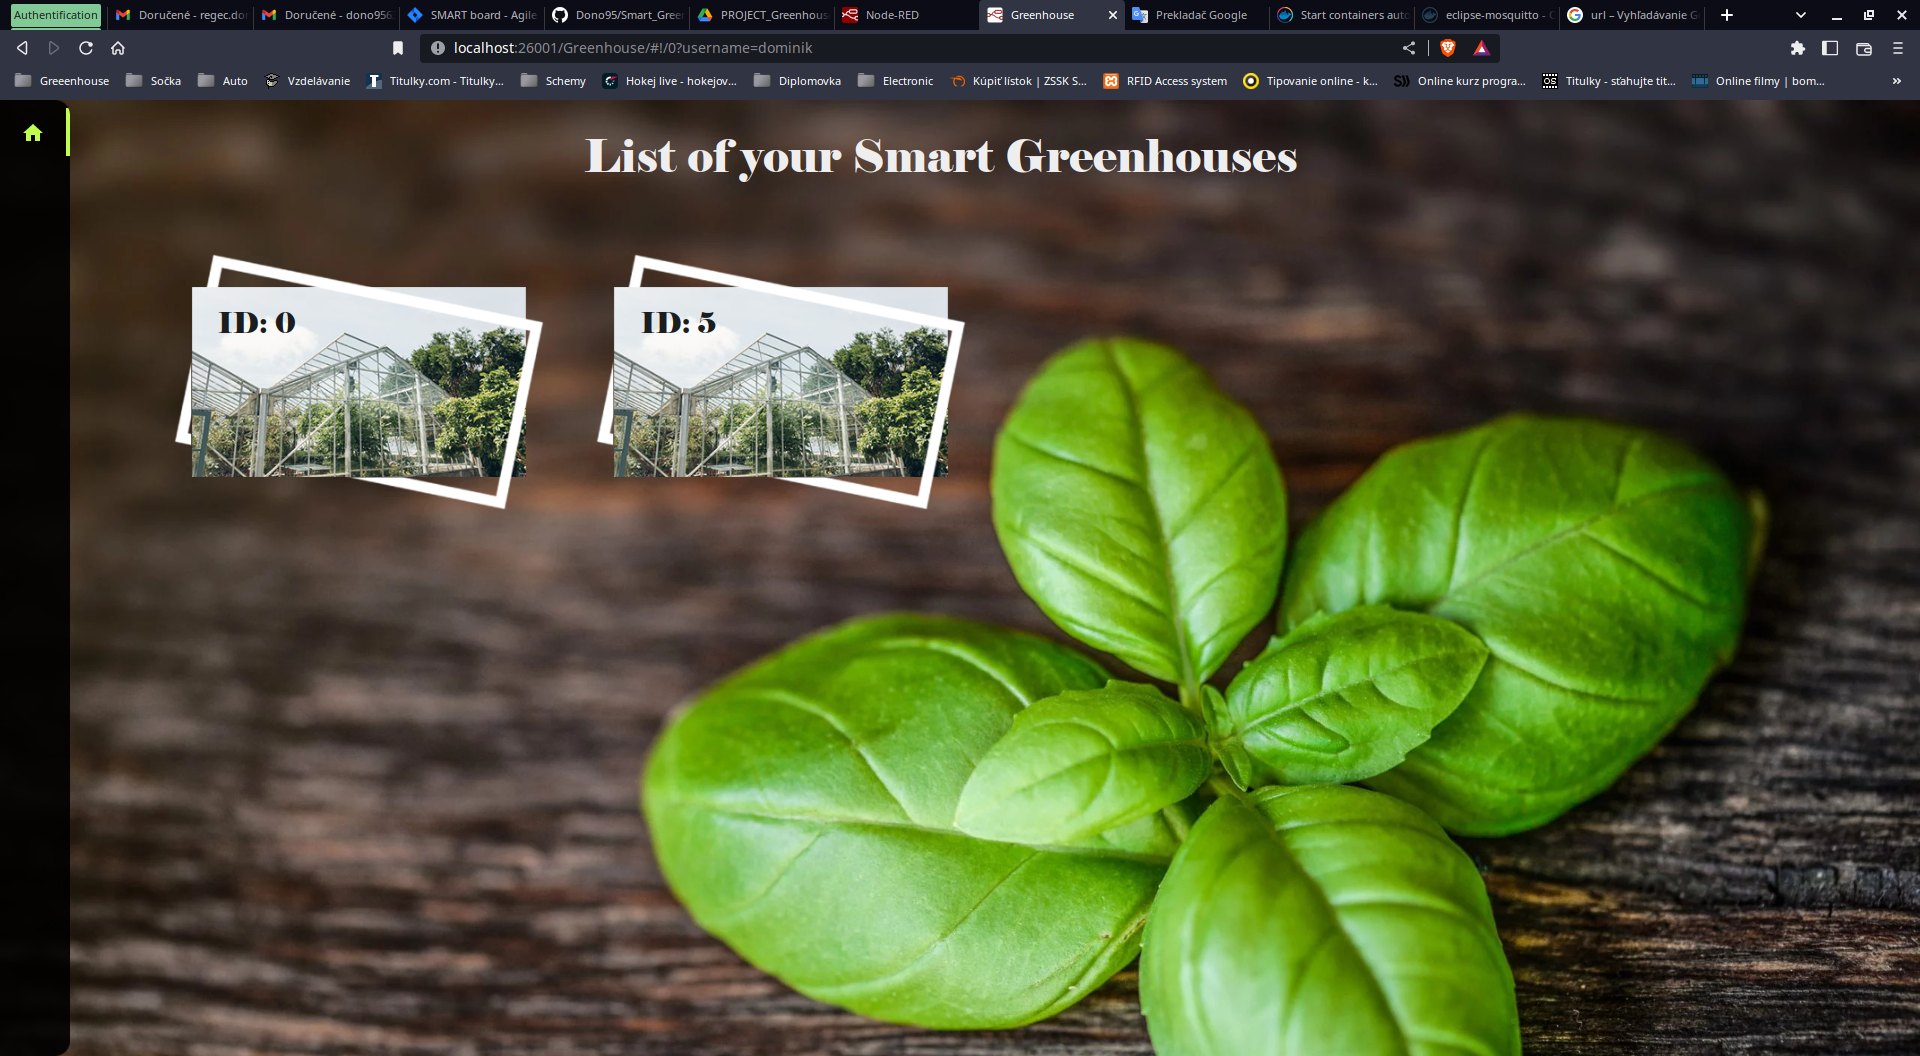 Authentification
Doručené - regec.dor
Doručené - dono956.
SMART board - Agile
Dono95/Smart_Green
PROJECT_Greenhous
Node-RED
Greenhouse
Prekladač Google
Start containers auto
eclipse-mosquitto -
url – Vyhľadávanie G
localhost:26001/Greenhouse/#!/0?username=dominik
Greeenhouse
Sočka
Auto
Vzdelávanie
Titulky.com - Titulky...
Schemy
Hokej live - hokejov...
Diplomovka
Electronic
Kúpiť lístok | ZSSK S...
RFID Access system
Tipovanie online - k...
Online kurz progra...
Titulky - sťahujte tit...
Online filmy | bom...
List of your Smart Greenhouses
ID: 0
ID: 5